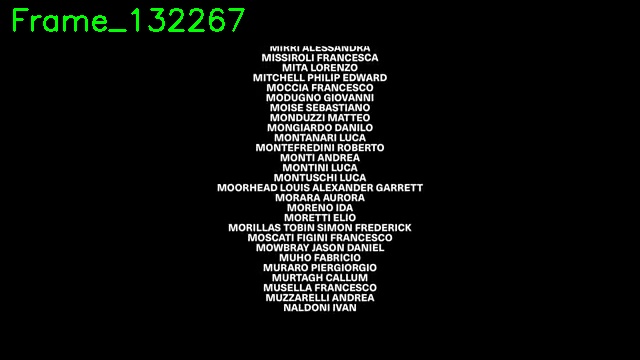 Frame_132267
MIRRI ALESSANDRA
MISSIROLI FRANCESCA
MITA LORENZO
MITCHELL PHILIP EDWARD
MOCCIA FRANCESCO
MODUGNO GIOVANNI
MOISE SEBASTIANO
MONDUZZI MATTEO
MONGIARDO DANILO
MONTANARI LUCA
MONTEFREDINI ROBERTO
MONTI ANDREA
MONTINI LUCA
MONTUSCHI LUCA
MOORHEAD LOUIS ALEXANDER GARRETT
MORARA AURORA
MORENO IDA
MORETTI ELIO
MORILLAS TOBIN SIMON FREDERICK
MOSCATI FIGINI FRANCESCO
MOWBRAY JASON DANIEL
MUHO FABRICIO
MURARO PIERGIORGIO
MURTAGH CALLUM
MUSELLA FRANCESCO
MUZZARELLI ANDREA
NALDONI IVAN